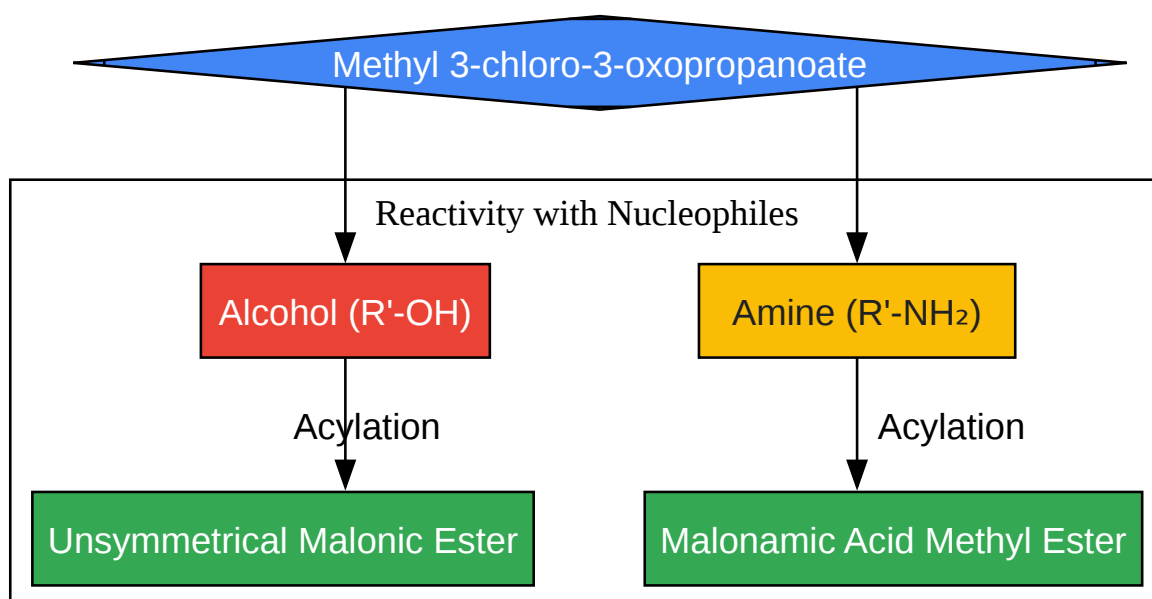 Methyl 3-chloro-3-oxopropanoate
Reactivity with Nucleophiles
Alcohol (R'-OH)
Amine (R'-NH₂)
Acylation
Acylation
Unsymmetrical Malonic Ester
Malonamic Acid Methyl Ester